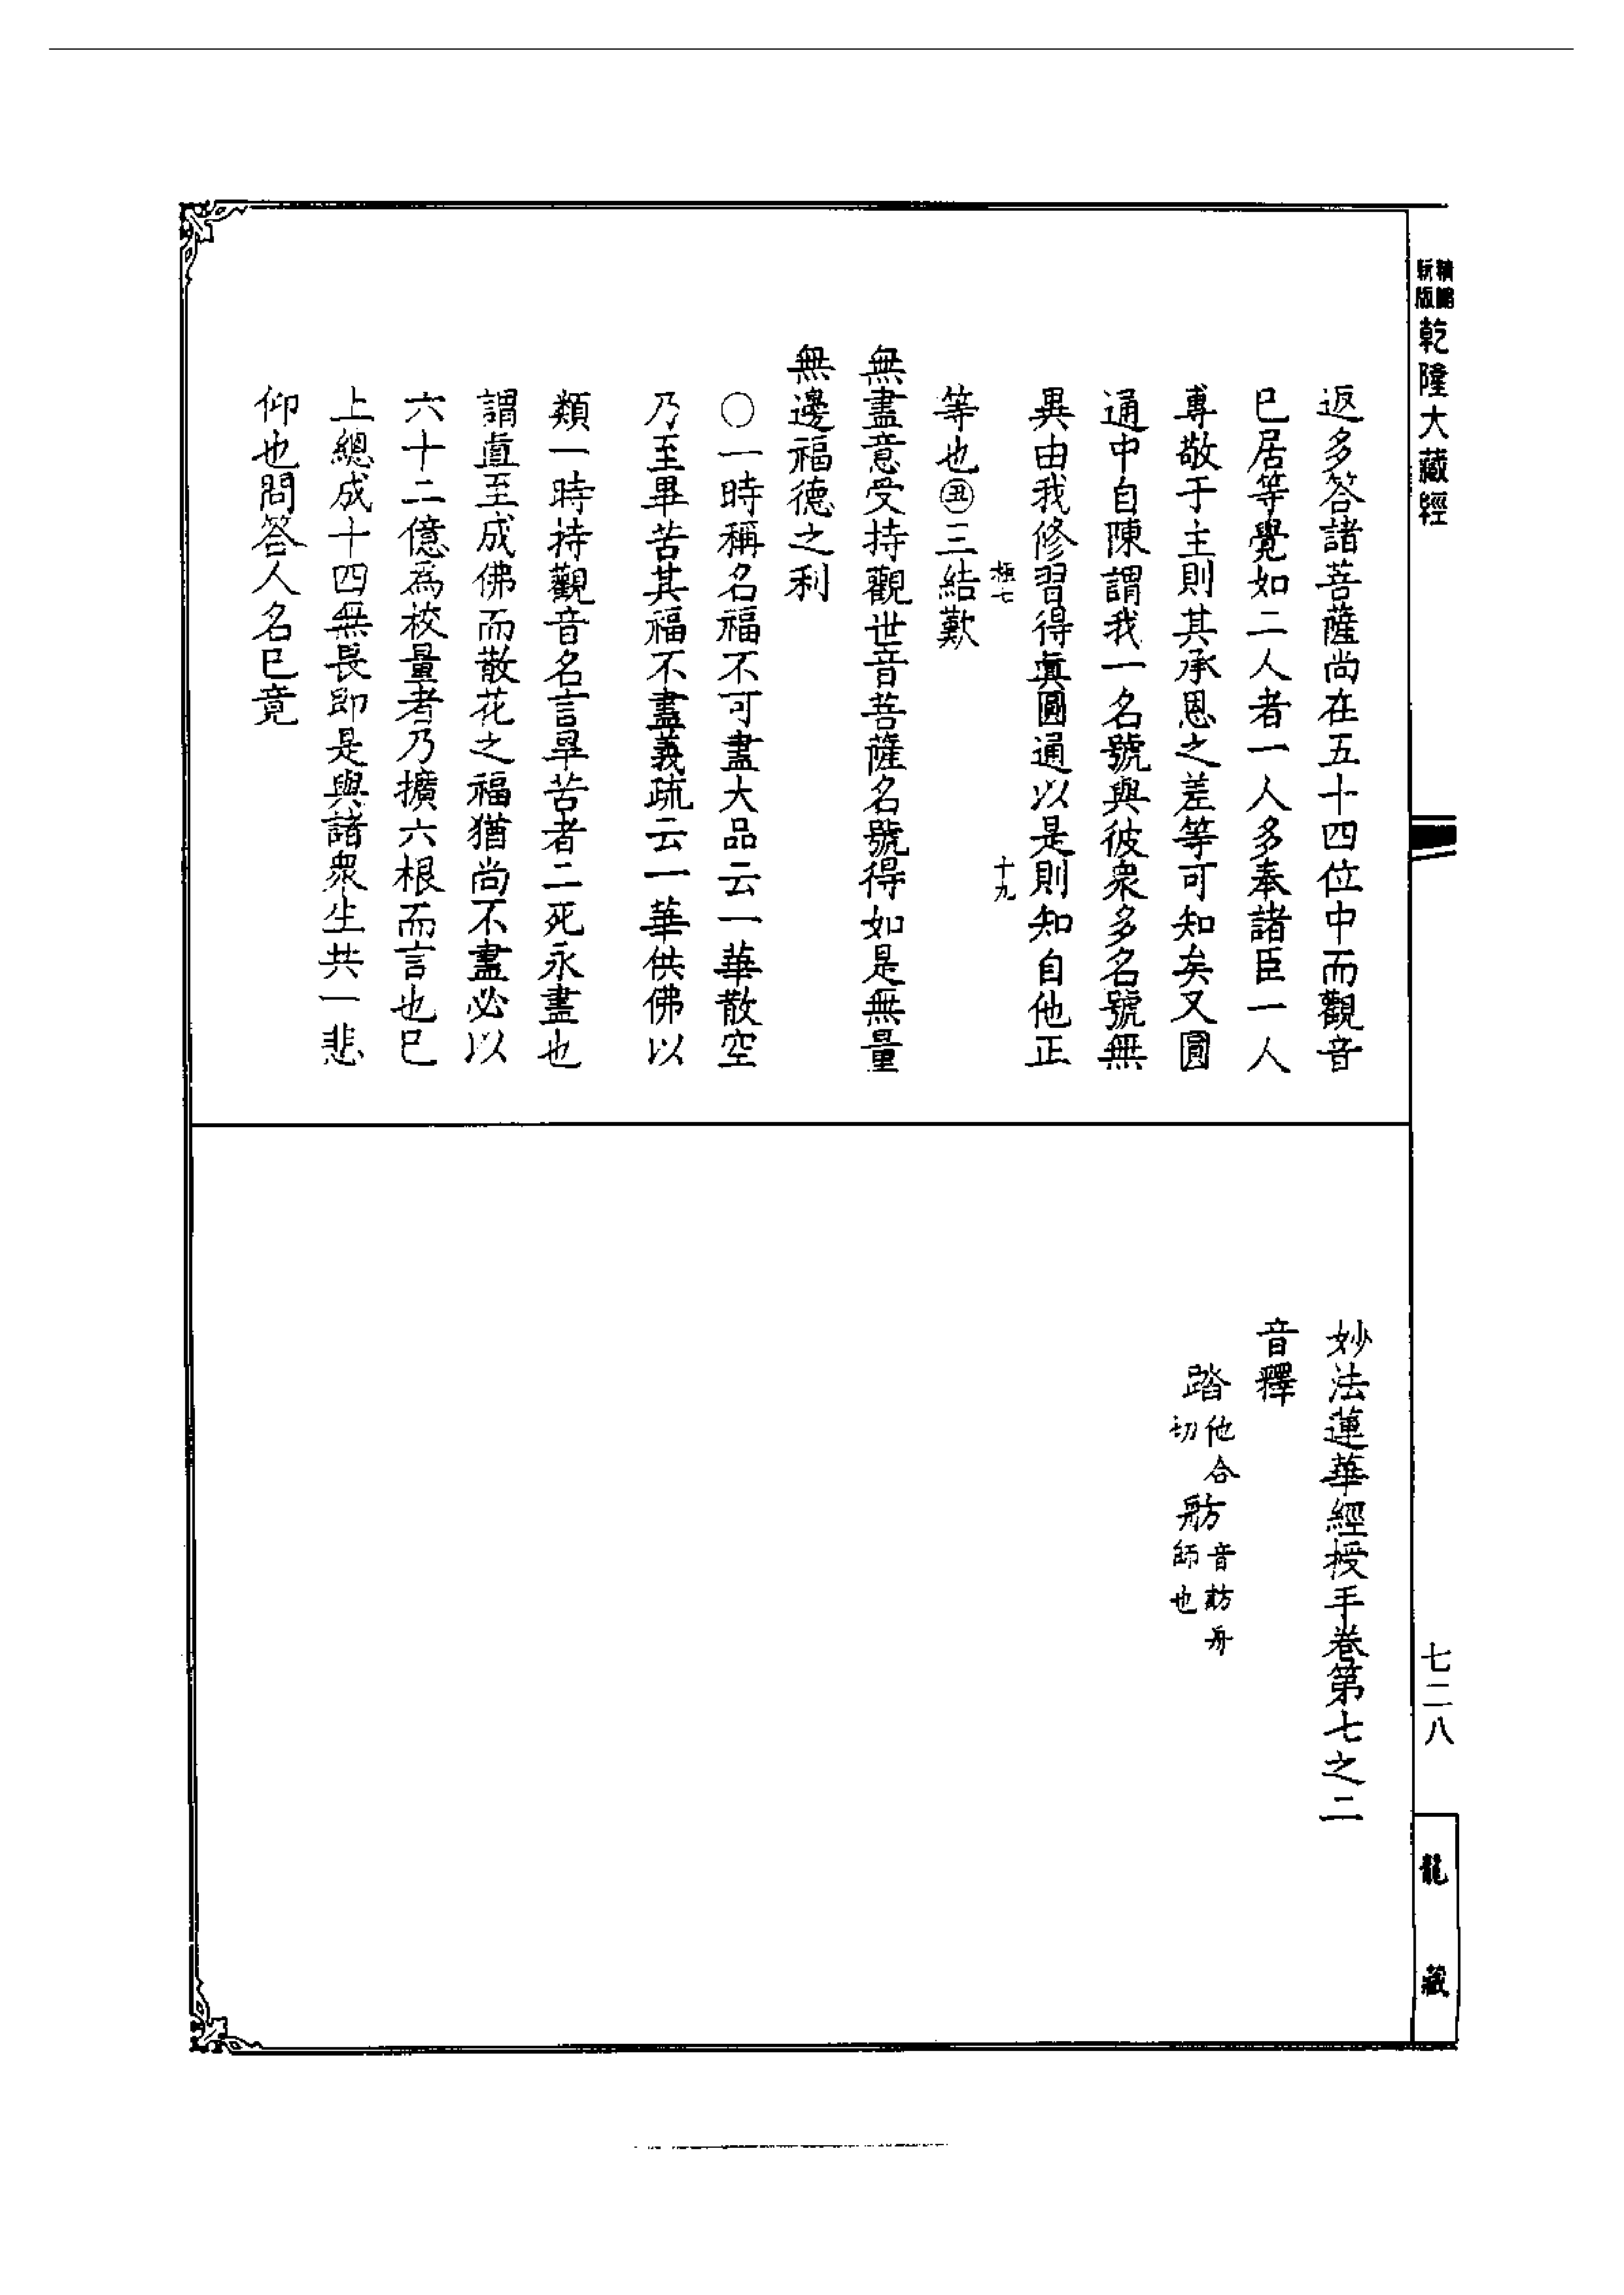 精編
新版
乾隆大藏經
返多答諸菩薩尚在五十四位中而觀音
巳居等覺如二人者一人多奉諸臣一人
專敬于主則其承恩之差等可知矣又圓
通中自陳謂我一名號與彼衆多名號無
異由我修習得眞圓通以是則知自他正
極七
十九
等也㊄三結歎
無盡意受持觀世音菩薩名號得如是無量
無邊福德之利
○一時稱名福不可盡大品云一華散空
乃至畢苦其福不盡義疏云一華供佛以
類一時持觀音名言畢苦者二死永盡也
謂直至成佛而散花之福猶尚不盡必以
六十二億爲校量者乃擴六根而言也巳
上總成十四無畏即是與諸衆生共一悲
仰也問答人名巳竟
妙法蓮華經授手卷第七之二
音釋
踏他合切 舫音訪舟師也
七二八
龍藏